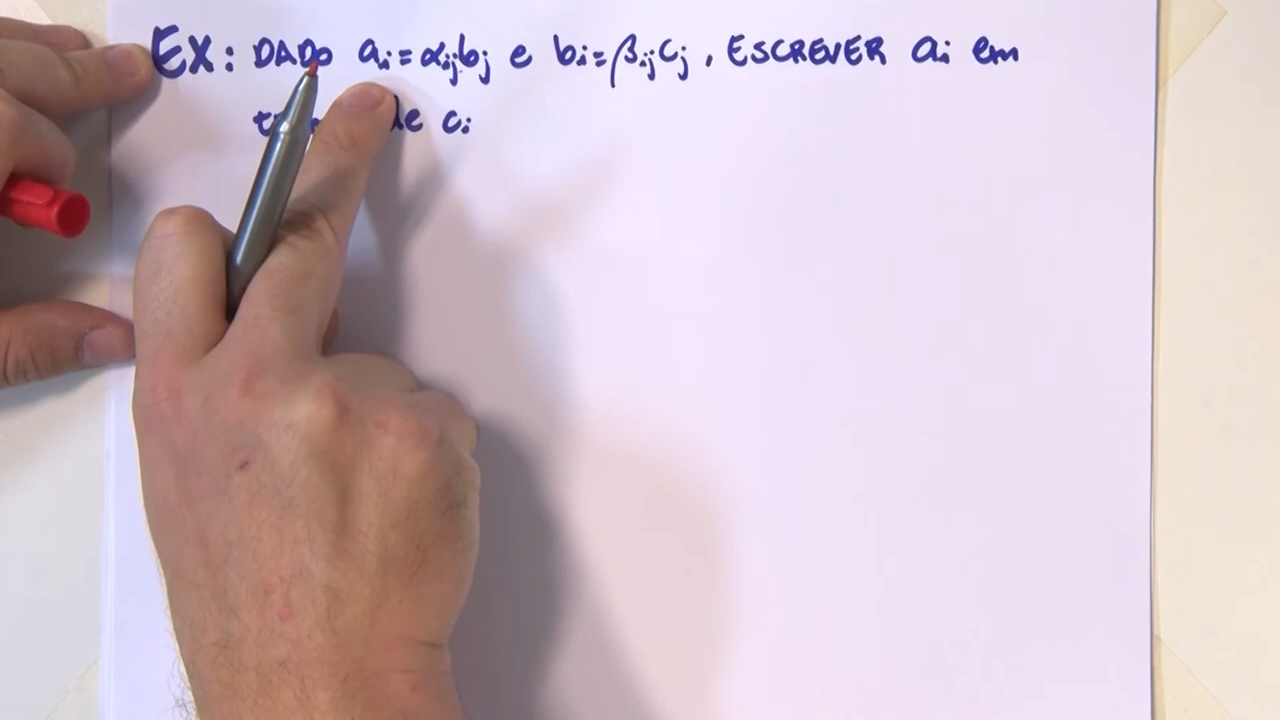 EX: DADO ai = αijbj e bi = βijcj, ESCREVER ai em
de ci